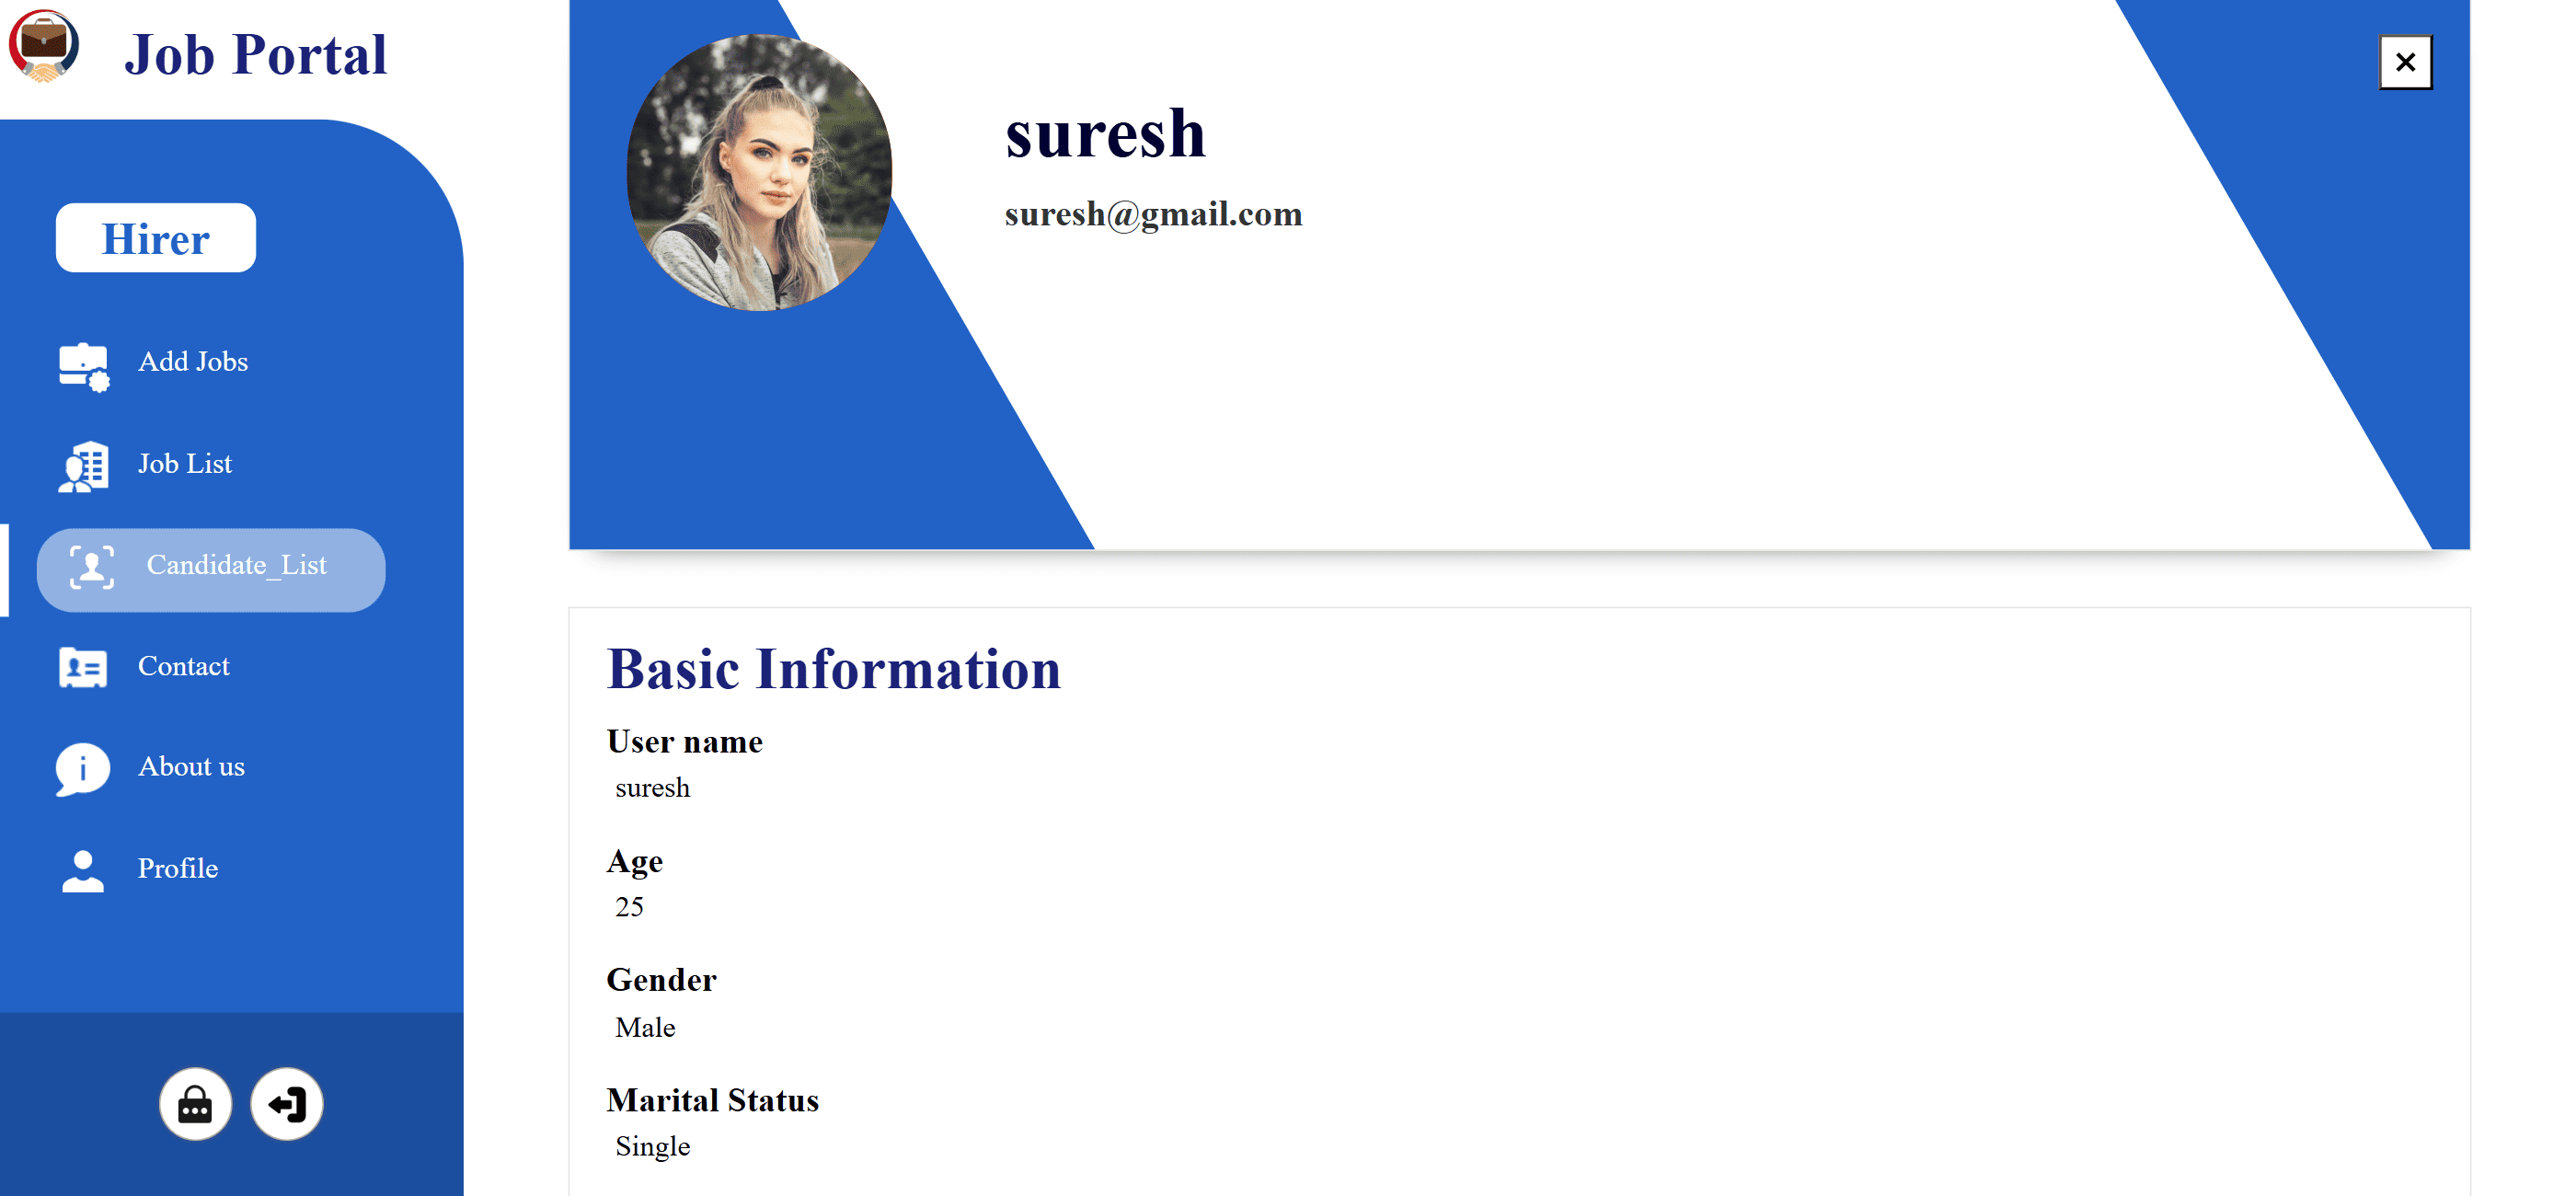 Job Portal
Hirer
Add Jobs
Job List
Candidate_List
Contact
About us
Profile
suresh
suresh@gmail.com
Basic Information
User name
suresh
Age
25
Gender
Male
Marital Status
Single